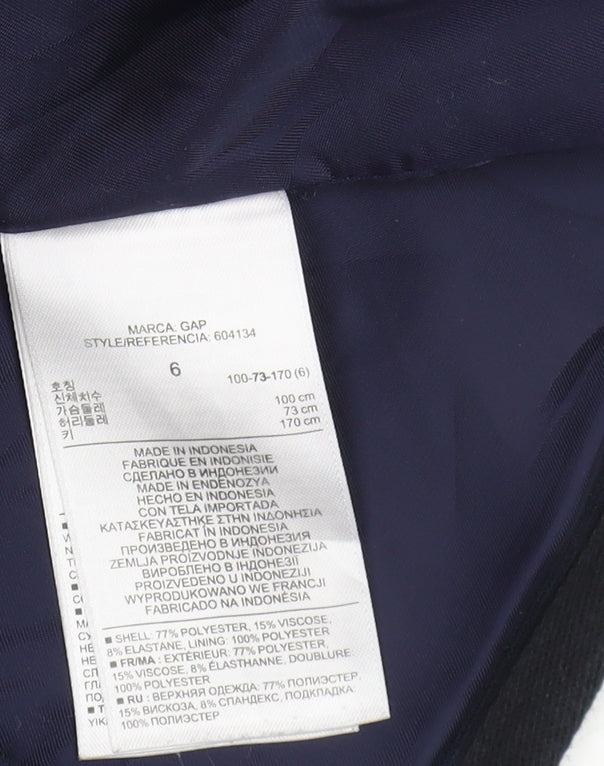 MARCA: GAP
STYLE/REFERENCIA: 604134
6
호칭 100-73-170 (6)
신체치수
가슴둘레 100 cm
허리둘레 73 cm
키 170 cm
MADE IN INDONESIA
FABRIQUE EN INDONISIE
СДЕЛАНО В ИНДОНЕЗИИ
MADE IN ENDENOZYA
HECHO EN INDONESIA
CON TELA IMPORTADA
ΚΑΤΑΣΚΕΥΑΣΤΗΚΕ ΣΤΗΝ ΙΝΔΟΝΗΣΙΑ
FABRICAT ÎN INDONESIA
ПРОИЗВЕДЕНО В ИНДОНЕЗИЯ
ZEMLJA PROIZVODNJE INDONEZIJA
ВИРОБЛЕНО В ІНДОНЕЗІЇ
PROIZVEDENO U INDONEZIJI
WYPRODUKOWANO WE FRANCJI
FABRICADO NA INDONÉSIA
■ SHELL: 77% POLYESTER, 15% VISCOSE,
8% ELASTANE, LINING: 100% POLYESTER
■ FR/MA : EXTÉRIEUR: 77% POLYESTER,
15% VISCOSE, 8% ÉLASTHANNE, DOUBLURE:
100% POLYESTER
■ RU : ВЕРХНЯЯ ОДЕЖДА: 77% ПОЛИЭСТЕР,
15% ВИСКОЗА, 8% СПАНДЕКС, ПОДКЛАДКА:
100% ПОЛИЭСТЕР